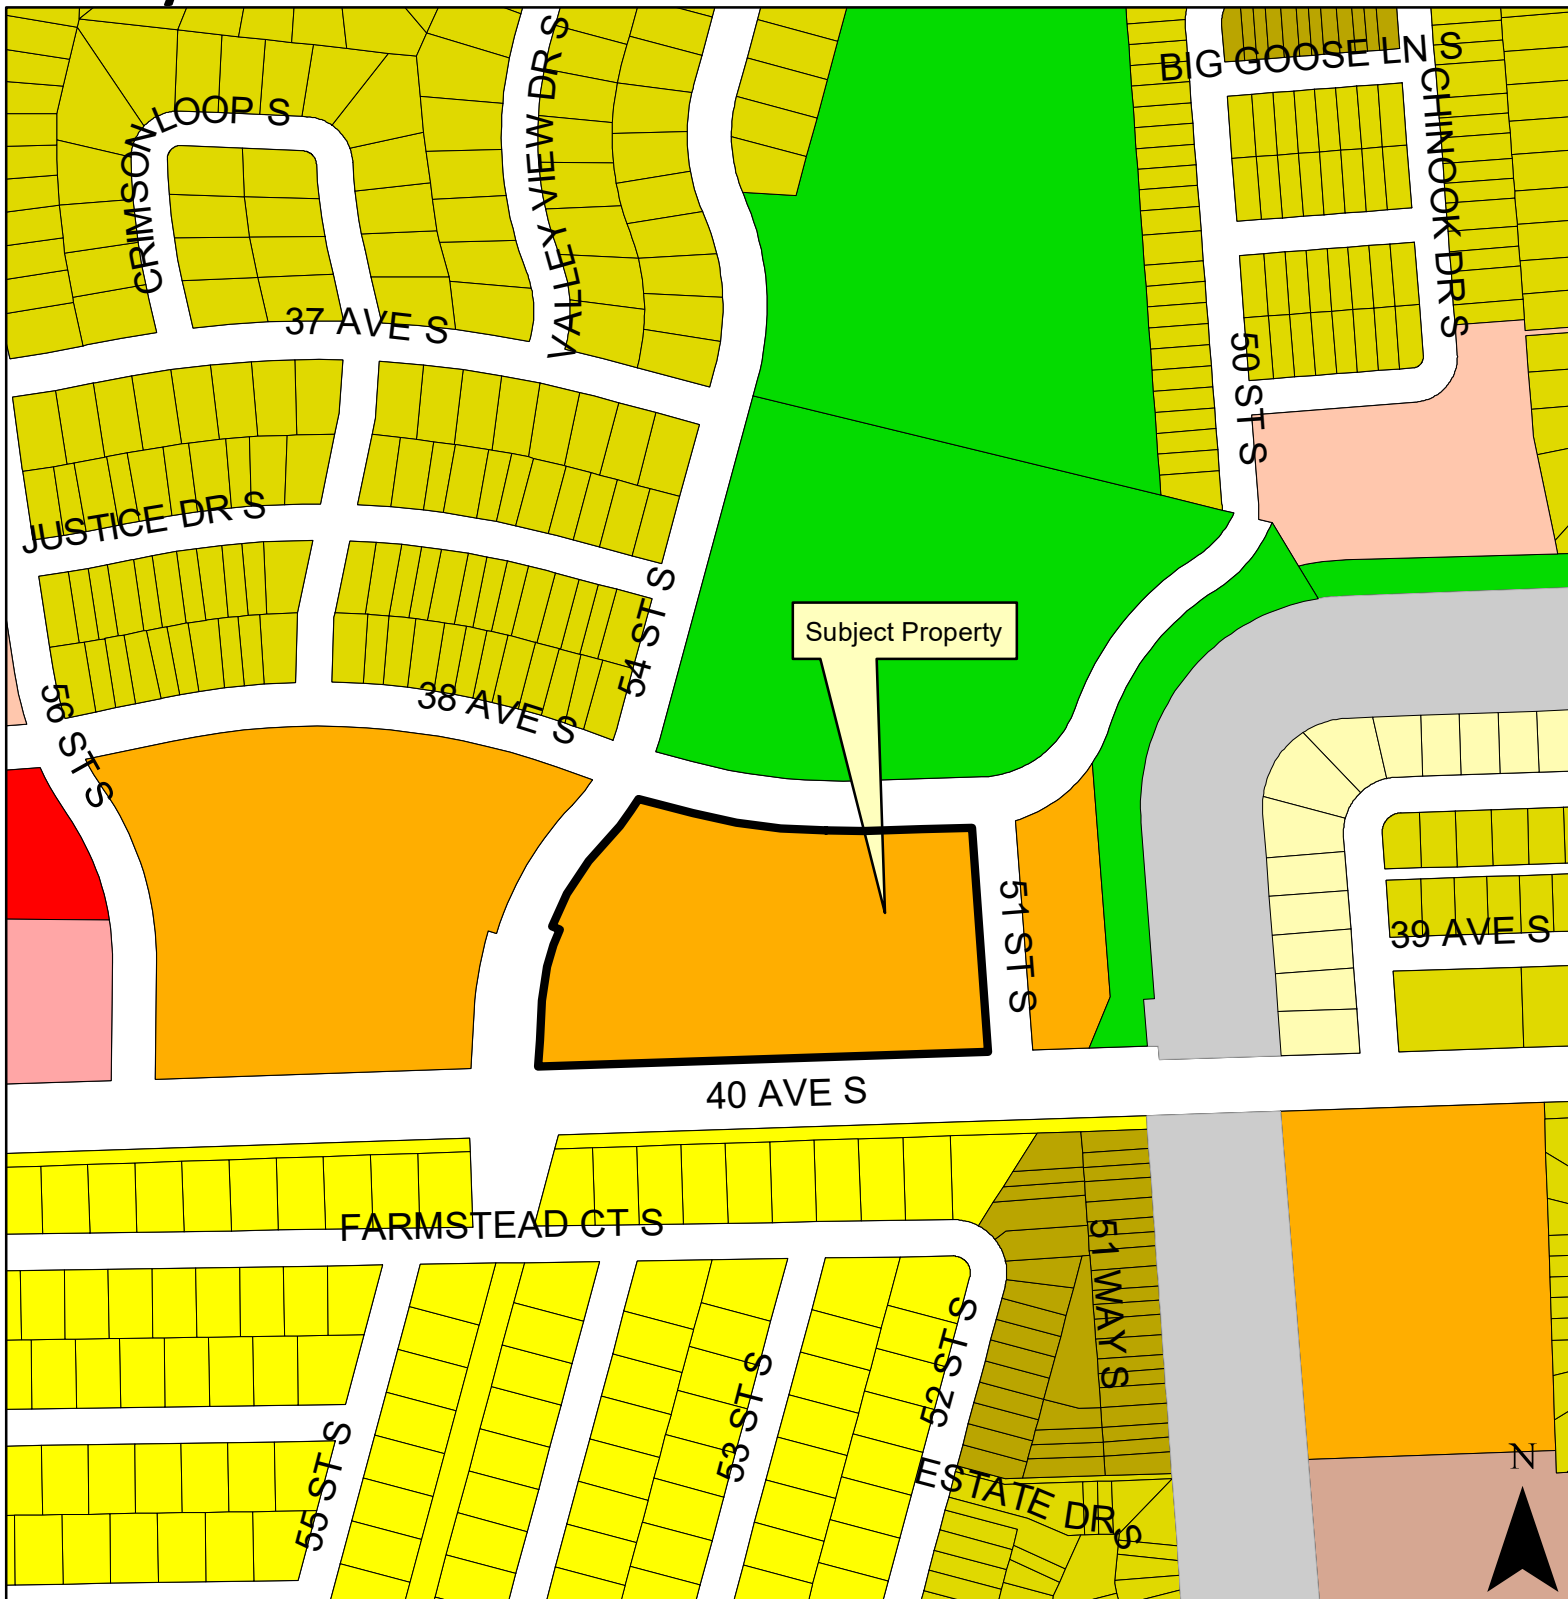 VALLEY VIEW DR S
BIG GOOSE LN S
CRIMSON LOOP S
CHINOOK DR S
37 AVE S
50 ST S
JUSTICE DR S
54 ST S
Subject Property
38 AVE S
56 ST S
51 ST S
39 AVE S
40 AVE S
FARMSTEAD CT S
51 WAY S
52 ST S
53 ST S
55 ST S
ESTATE DR S
N